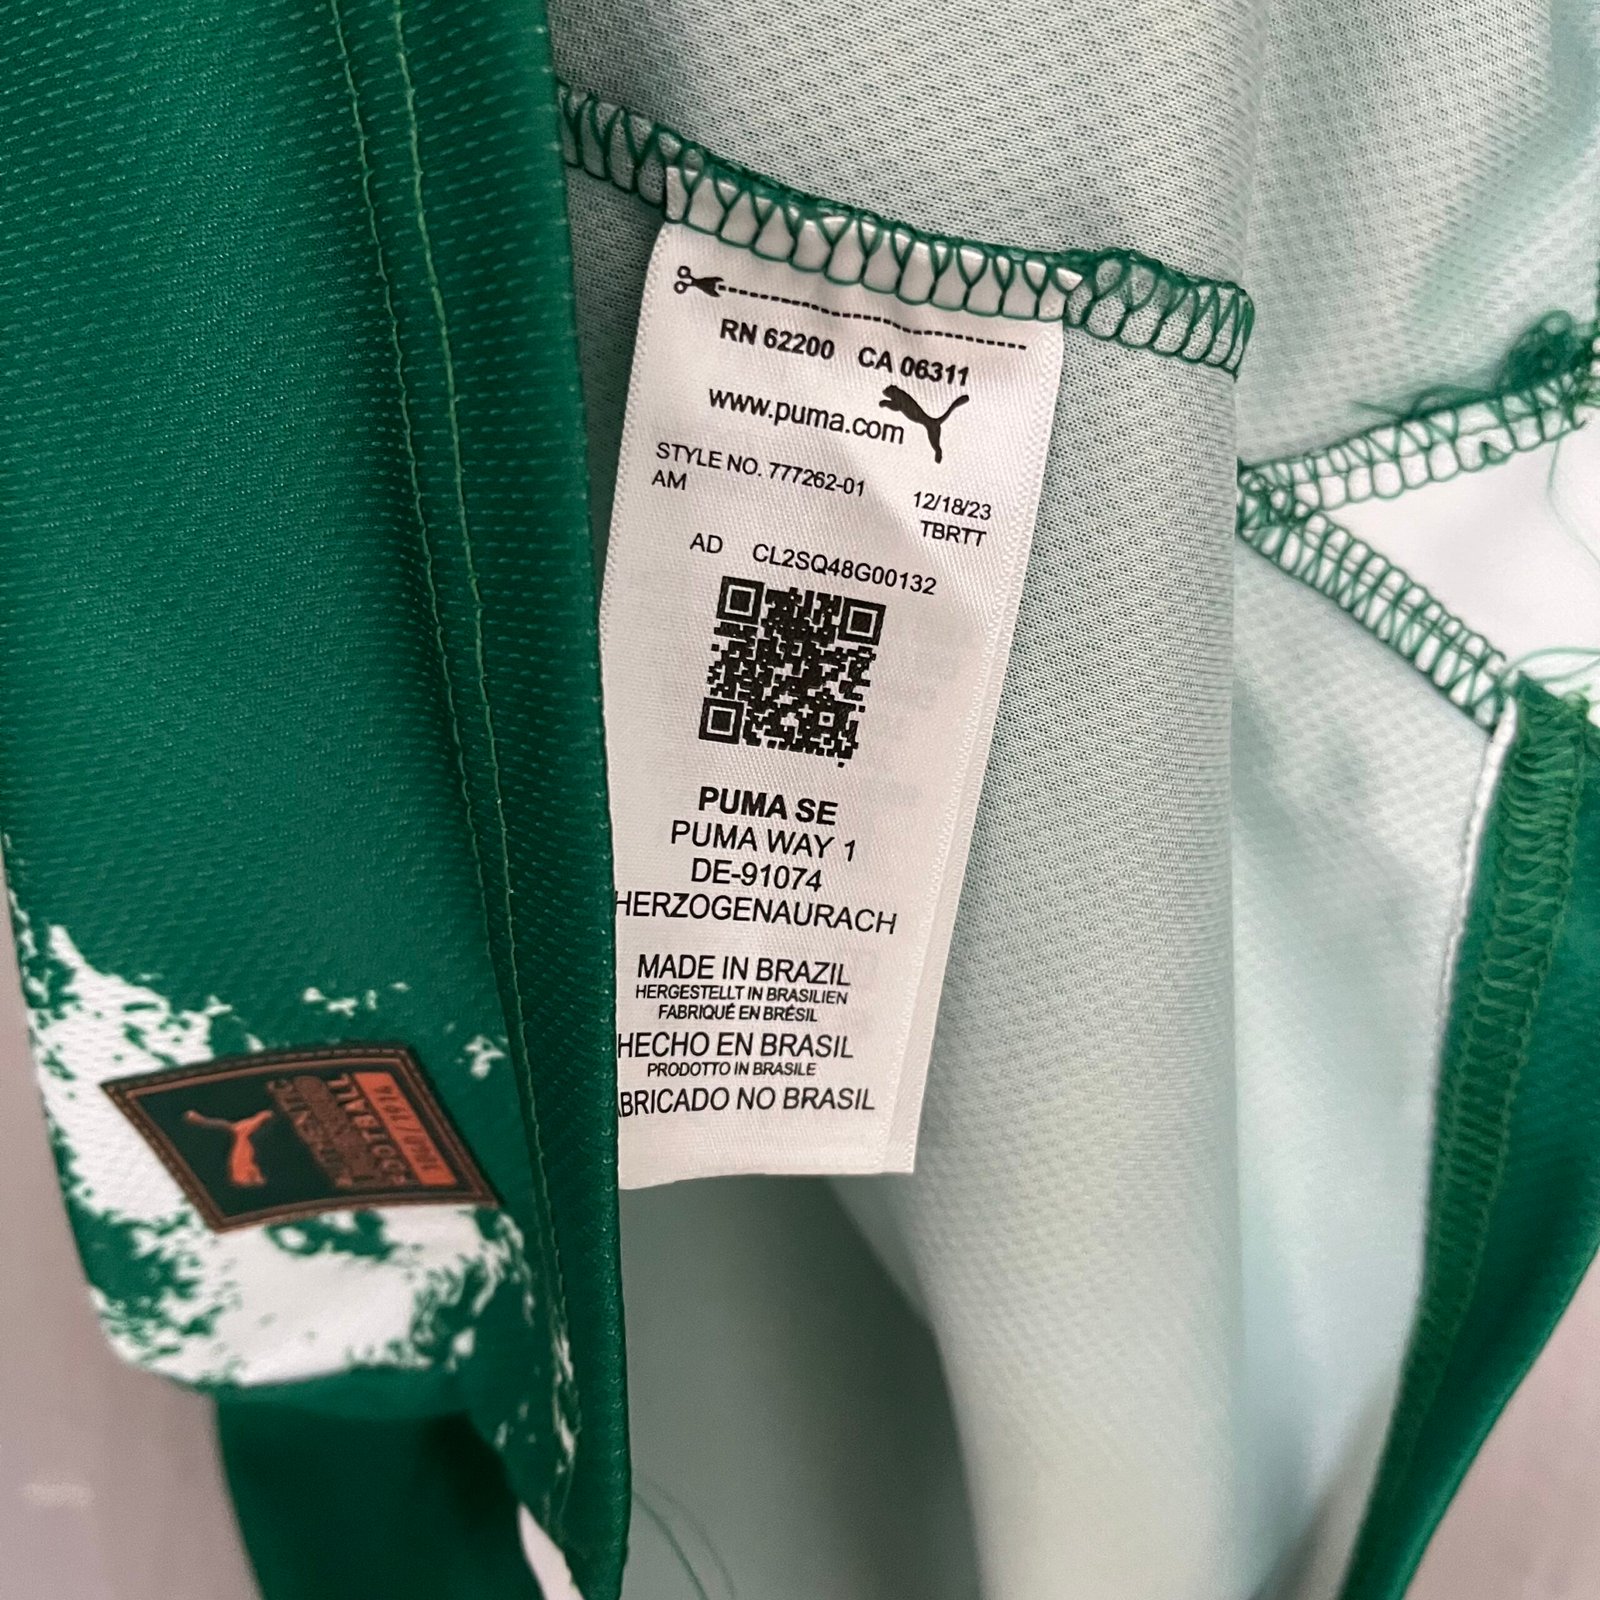 RN 62200 CA 06311
www.puma.com
STYLE NO. 777262-01 12/18/23
AM TBRTT
AD CL2SQ48G00132
PUMA SE
PUMA WAY 1
DE-91074
HERZOGENAURACH
MADE IN BRAZIL
HERGESTELLT IN BRASILIEN
FABRIQUÉ EN BRÉSIL
HECHO EN BRASIL
PRODOTTO IN BRASILE
ABRICADO NO BRASIL
FOOTBALL